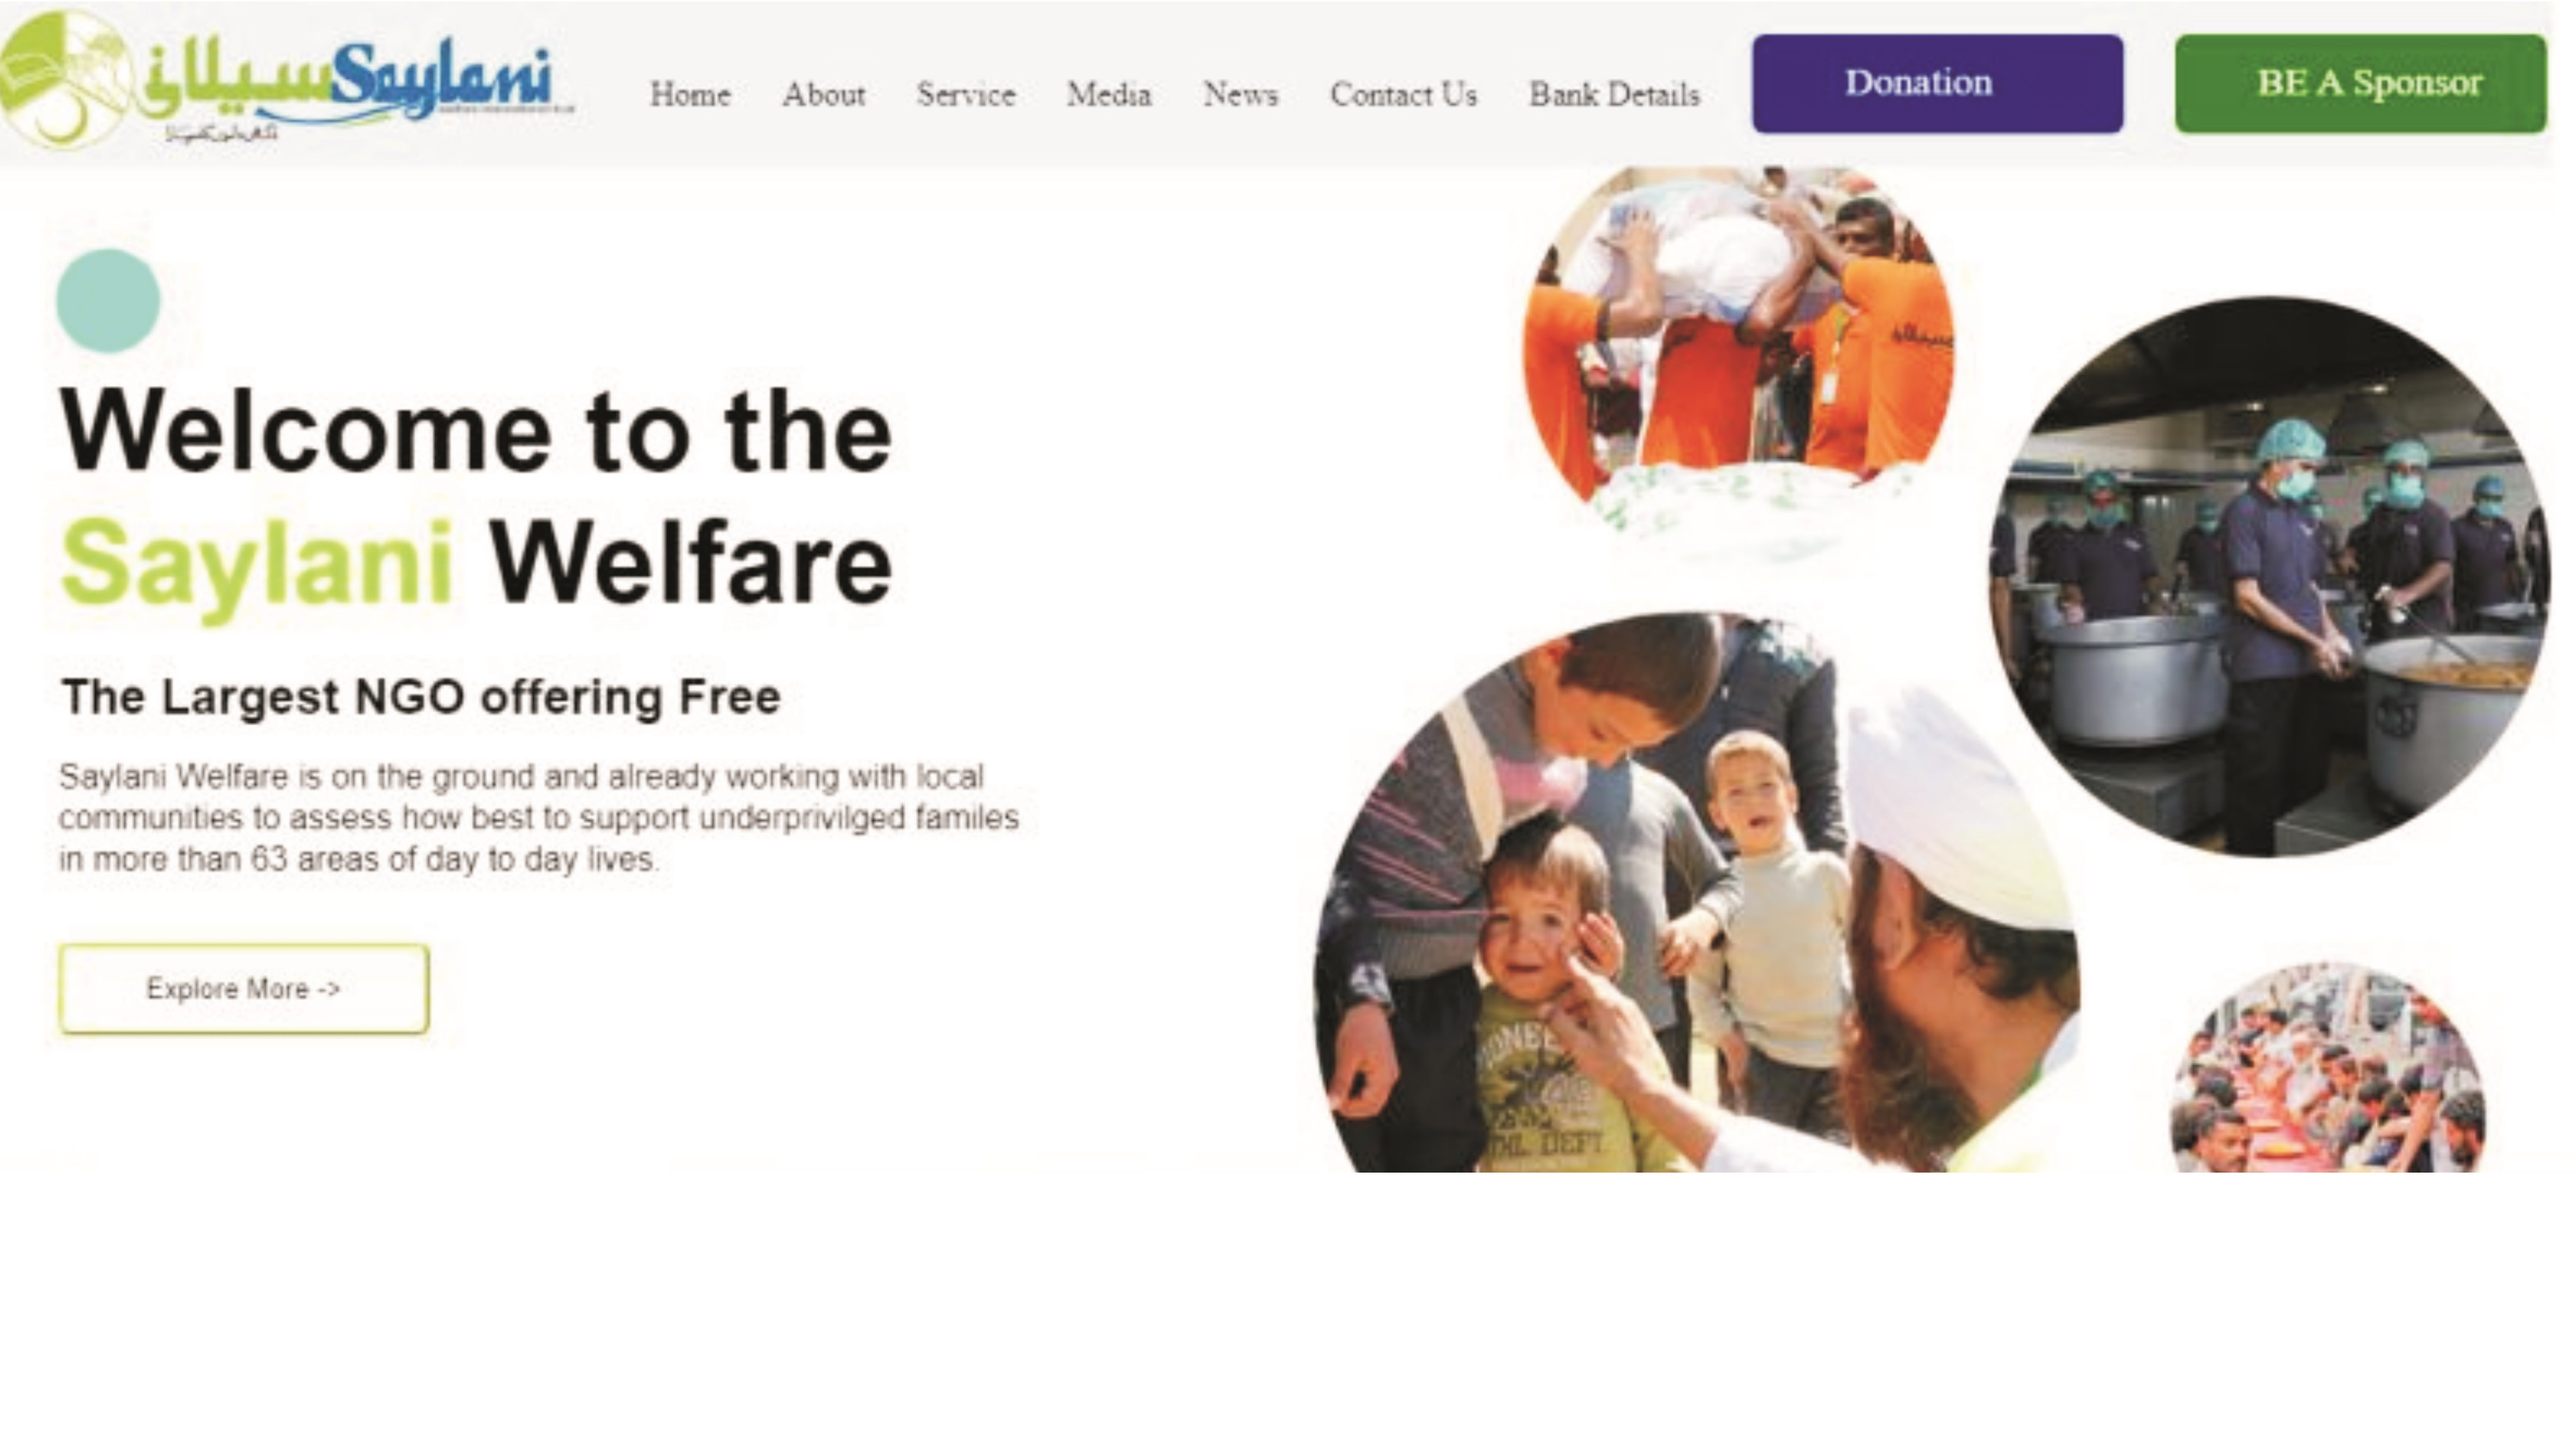 سیلانی Saylani
Home About Service Media News Contact Us Bank Details Donation BE A Sponsor
Welcome to the
Saylani Welfare
The Largest NGO offering Free
Saylani Welfare is on the ground and already working with local
communities to assess how best to support underprivilged familes
in more than 63 areas of day to day lives.
Explore More ->